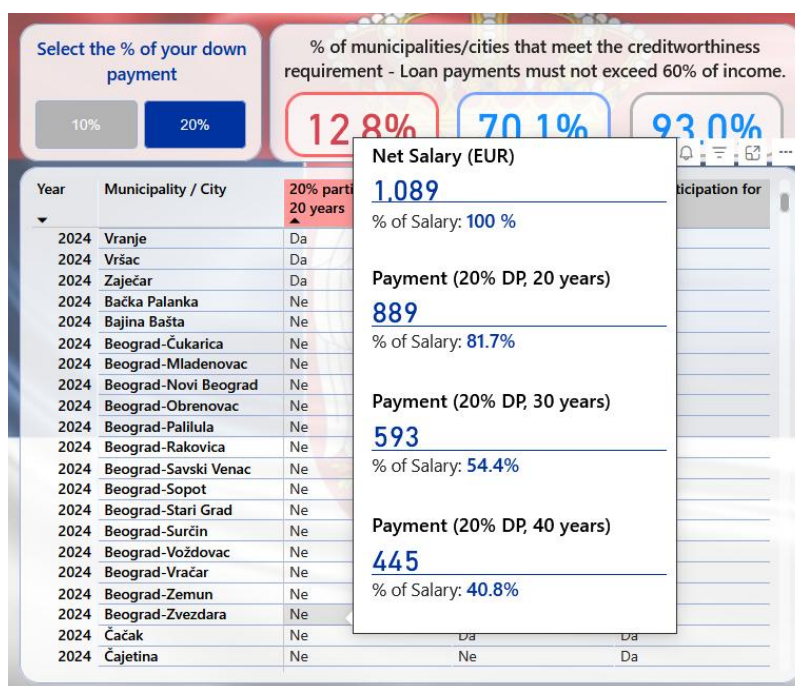 Select the % of your down
payment
10%
20%
% of municipalities/cities that meet the creditworthiness
requirement - Loan payments must not exceed 60% of income.
12.8%
70.1%
93.0%
Year
Municipality / City
20% parti
20 years
ticipation for
2024 Vranje Da
2024 Vršac Da
2024 Zaječar Da
2024 Bačka Palanka Ne
2024 Bajina Bašta Ne
2024 Beograd-Čukarica Ne
2024 Beograd-Mladenovac Ne
2024 Beograd-Novi Beograd Ne
2024 Beograd-Obrenovac Ne
2024 Beograd-Palilula Ne
2024 Beograd-Rakovica Ne
2024 Beograd-Savski Venac Ne
2024 Beograd-Sopot Ne
2024 Beograd-Stari Grad Ne
2024 Beograd-Surčin Ne
2024 Beograd-Voždovac Ne
2024 Beograd-Vračar Ne
2024 Beograd-Zemun Ne
2024 Beograd-Zvezdara Ne
2024 Čačak Ne Da Da
2024 Čajetina Ne Ne Da
Net Salary (EUR)
1,089
% of Salary: 100 %
Payment (20% DP, 20 years)
889
% of Salary: 81.7%
Payment (20% DP, 30 years)
593
% of Salary: 54.4%
Payment (20% DP, 40 years)
445
% of Salary: 40.8%